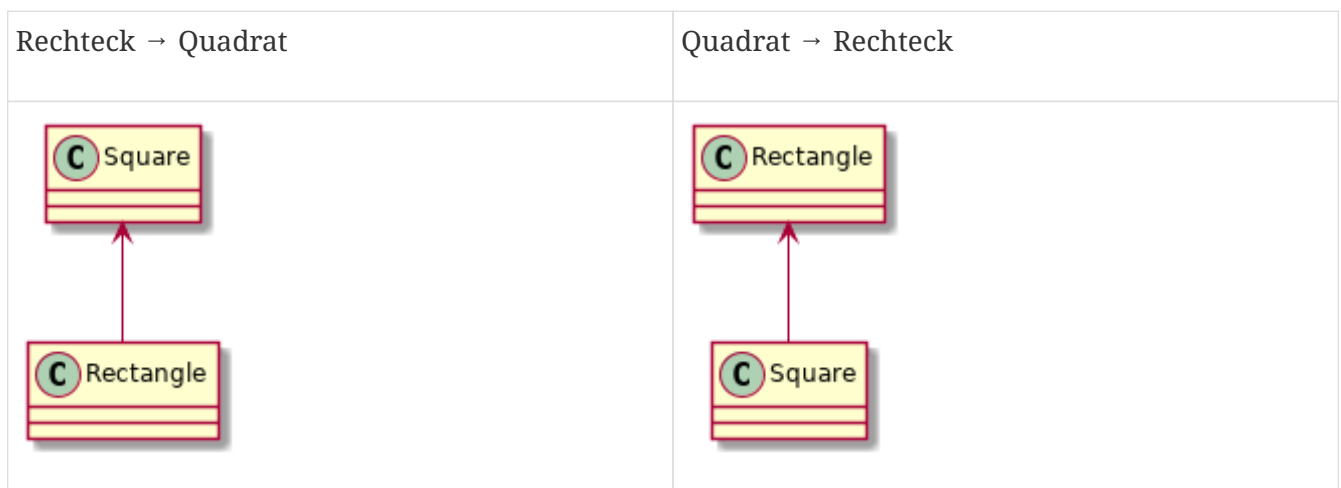 Rechteck → Quadrat
Quadrat → Rechteck
C Square
C Rectangle
C Rectangle
C Square